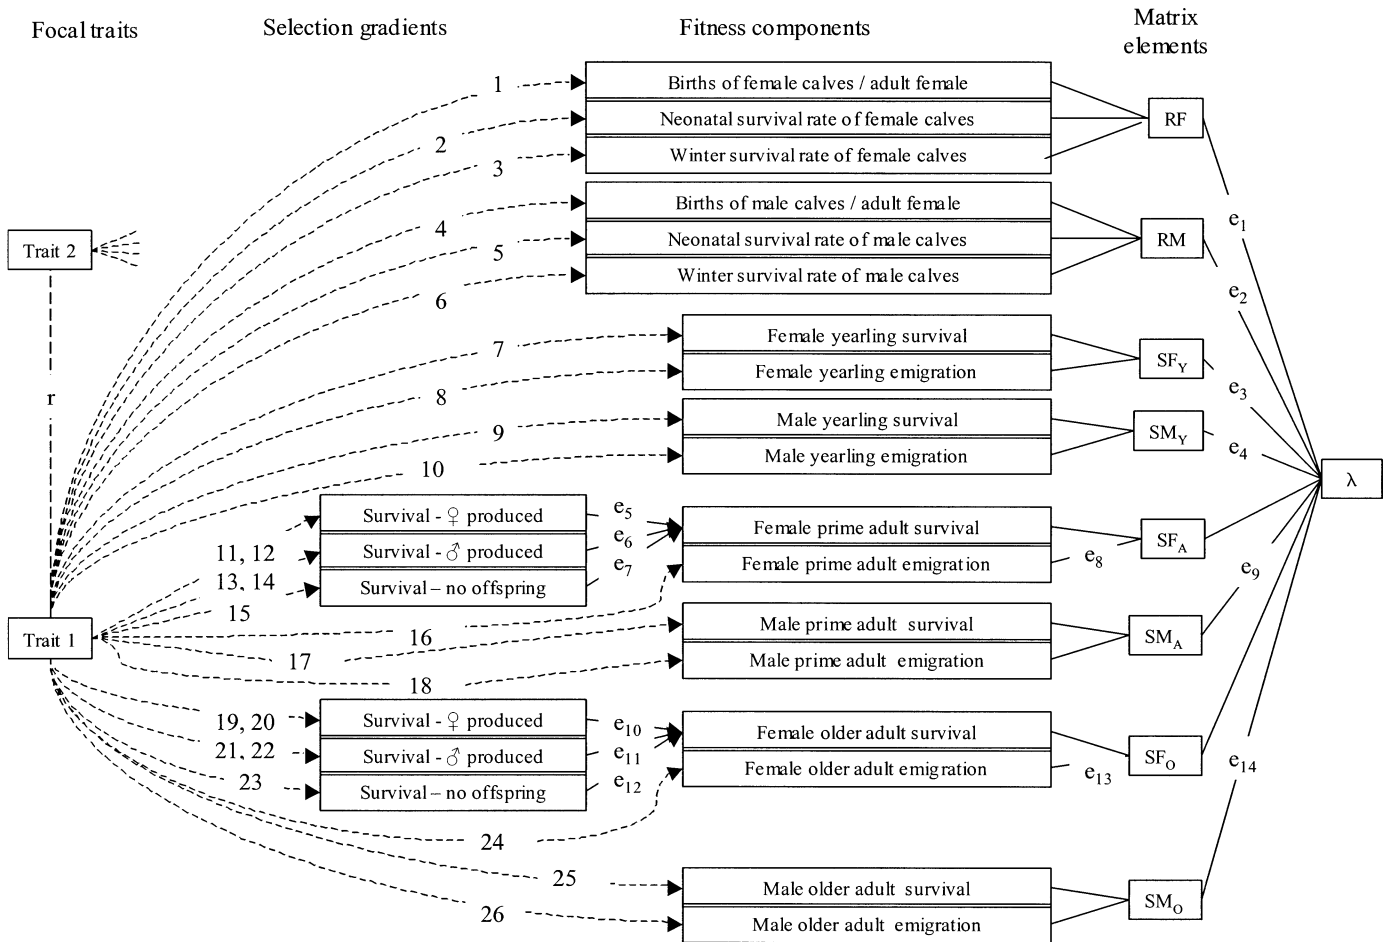 Focal traits
Selection gradients
Fitness components
Matrix
elements
1
Births of female calves / adult female
2
Neonatal survival rate of female calves
RF
3
Winter survival rate of female calves
e1
4
Births of male calves / adult female
Trait 2
5
Neonatal survival rate of male calves
RM
6
Winter survival rate of male calves
e2
7
Female yearling survival
SFY
8
Female yearling emigration
e3
r
9
Male yearling survival
SMY
10
Male yearling emigration
e4
λ
Survival - ♀ produced
e5
Female prime adult survival
11, 12
Survival - ♂ produced
e6
SFA
13, 14
Survival – no offspring
e7
Female prime adult emigration
e8
e9
15
Trait 1
16
Male prime adult survival
SMA
17
Male prime adult emigration
18
19, 20
Survival - ♀ produced
e10
Female older adult survival
21, 22
Survival - ♂ produced
e11
SFO
23
Survival – no offspring
e12
Female older adult emigration
e13
e14
24
25
Male older adult survival
SMO
26
Male older adult emigration